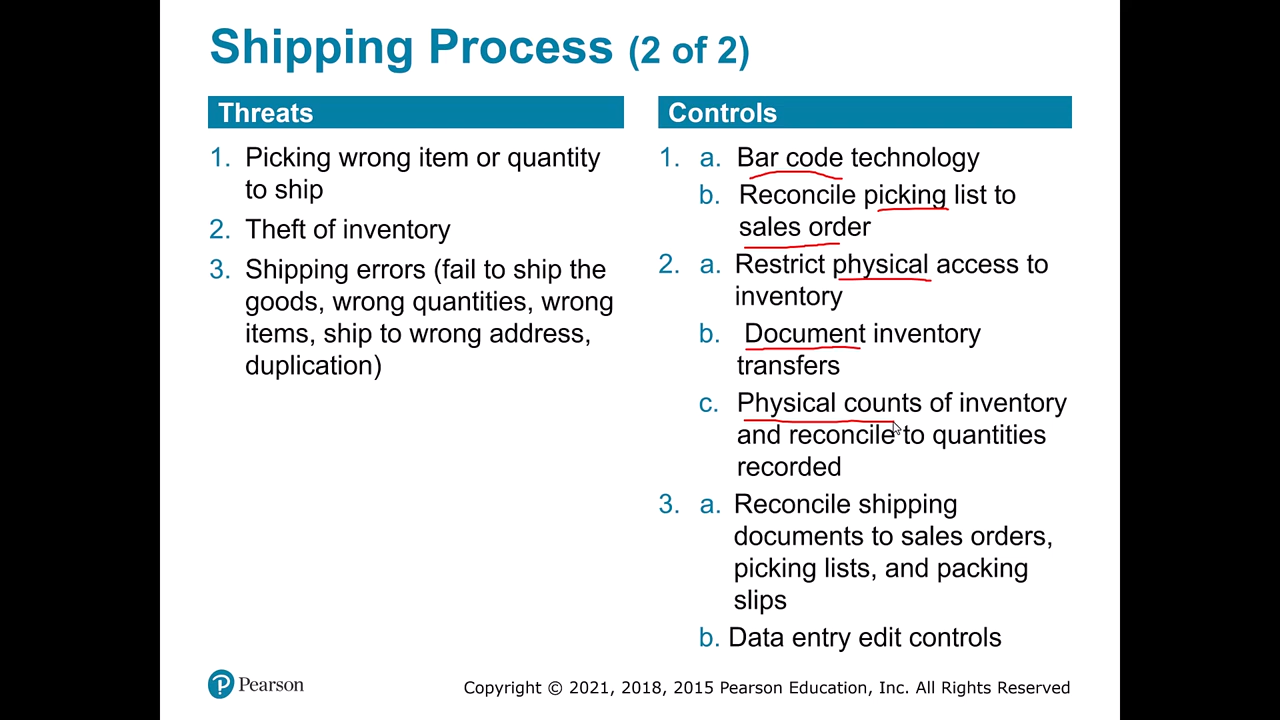 Shipping Process (2 of 2)
Threats
1. Picking wrong item or quantity
to ship
2. Theft of inventory
3. Shipping errors (fail to ship the
goods, wrong quantities, wrong
items, ship to wrong address,
duplication)
Controls
1. a. Bar code technology
b. Reconcile picking list to
sales order
2. a. Restrict physical access to
inventory
b. Document inventory
transfers
c. Physical counts of inventory
and reconcile to quantities
recorded
3. a. Reconcile shipping
documents to sales orders,
picking lists, and packing
slips
b. Data entry edit controls
P Pearson
Copyright © 2021, 2018, 2015 Pearson Education, Inc. All Rights Reserved